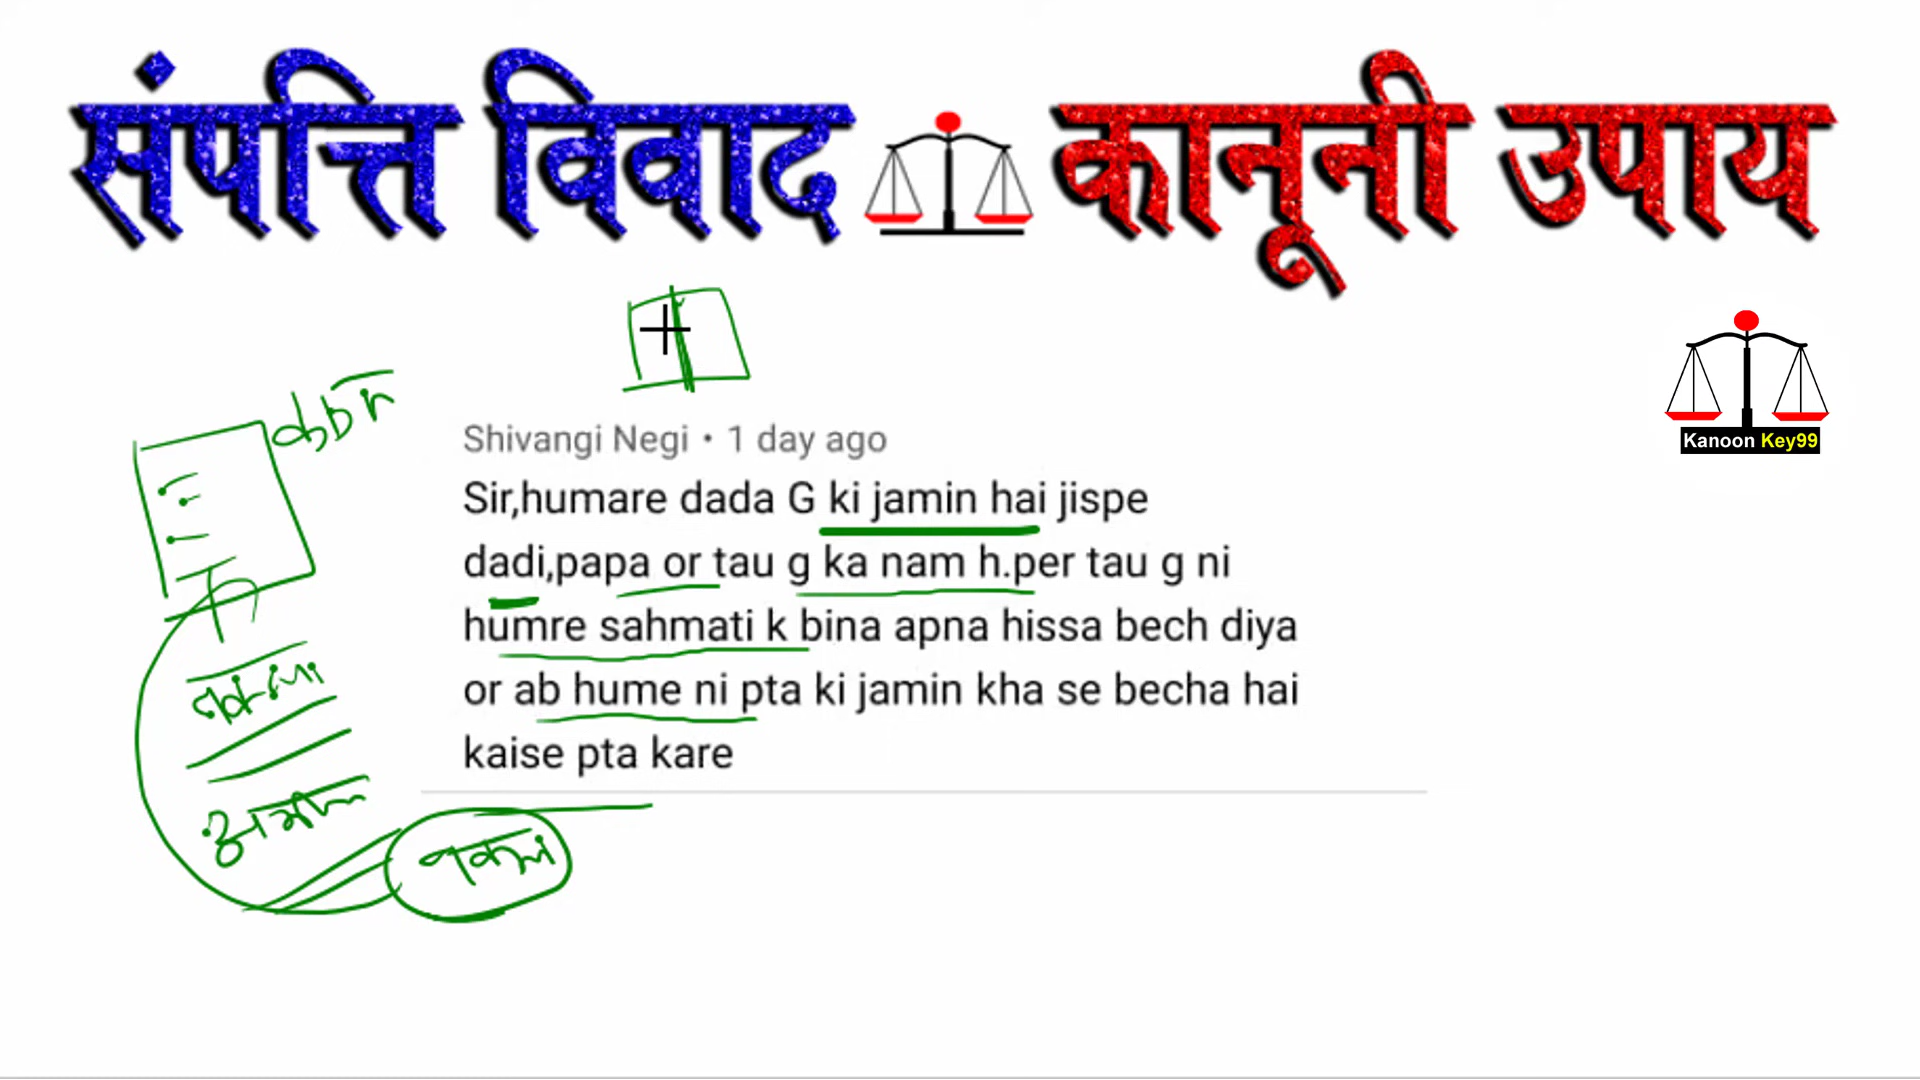 संपत्ति विवाद कानूनी उपाय
Kanoon Key99
Shivangi Negi • 1 day ago
Sir,humare dada G ki jamin hai jispe
dadi,papa or tau g ka nam h.per tau g ni
humre sahmati k bina apna hissa bech diya
or ab hume ni pta ki jamin kha se becha hai
kaise pta kare